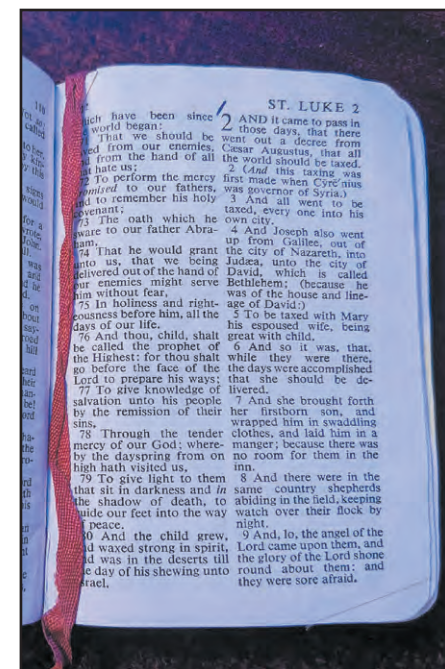 ST. LUKE 2
which have been since
world began:
71 That we should be
saved from our enemies,
and from the hand of all
that hate us;
72 To perform the mercy
promised to our fathers,
and to remember his holy
covenant;
73 The oath which he
sware to our father Abra-
ham,
74 That he would grant
unto us, that we being
delivered out of the hand of
our enemies might serve
him without fear,
75 In holiness and right-
eousness before him, all the
days of our life.
76 And thou, child, shalt
be called the prophet of
the Highest: for thou shalt
go before the face of the
Lord to prepare his ways;
77 To give knowledge of
salvation unto his people
by the remission of their
sins,
78 Through the tender
mercy of our God; where-
by the dayspring from on
high hath visited us,
79 To give light to them
that sit in darkness and in
the shadow of death, to
guide our feet into the way
of peace.
80 And the child grew,
and waxed strong in spirit,
and was in the deserts till
the day of his shewing unto
Israel.
2 AND it came to pass in
those days, that there
went out a decree from
Cæsar Augustus, that all
the world should be taxed.
2 (And this taxing was
first made when Cyre'nius
was governor of Syria.)
3 And all went to be
taxed, every one into his
own city.
4 And Joseph also went
up from Galilee, out of
the city of Nazareth, into
Judæa, unto the city of
David, which is called
Bethlehem; (because he
was of the house and line-
age of David:)
5 To be taxed with Mary
his espoused wife, being
great with child.
6 And so it was, that,
while they were there,
the days were accomplished
that she should be de-
livered.
7 And she brought forth
her firstborn son, and
wrapped him in swaddling
clothes, and laid him in a
manger; because there was
no room for them in the
inn.
8 And there were in the
same country shepherds
abiding in the field, keeping
watch over their flock by
night.
9 And, lo, the angel of the
Lord came upon them, and
the glory of the Lord shone
round about them: and
they were sore afraid.